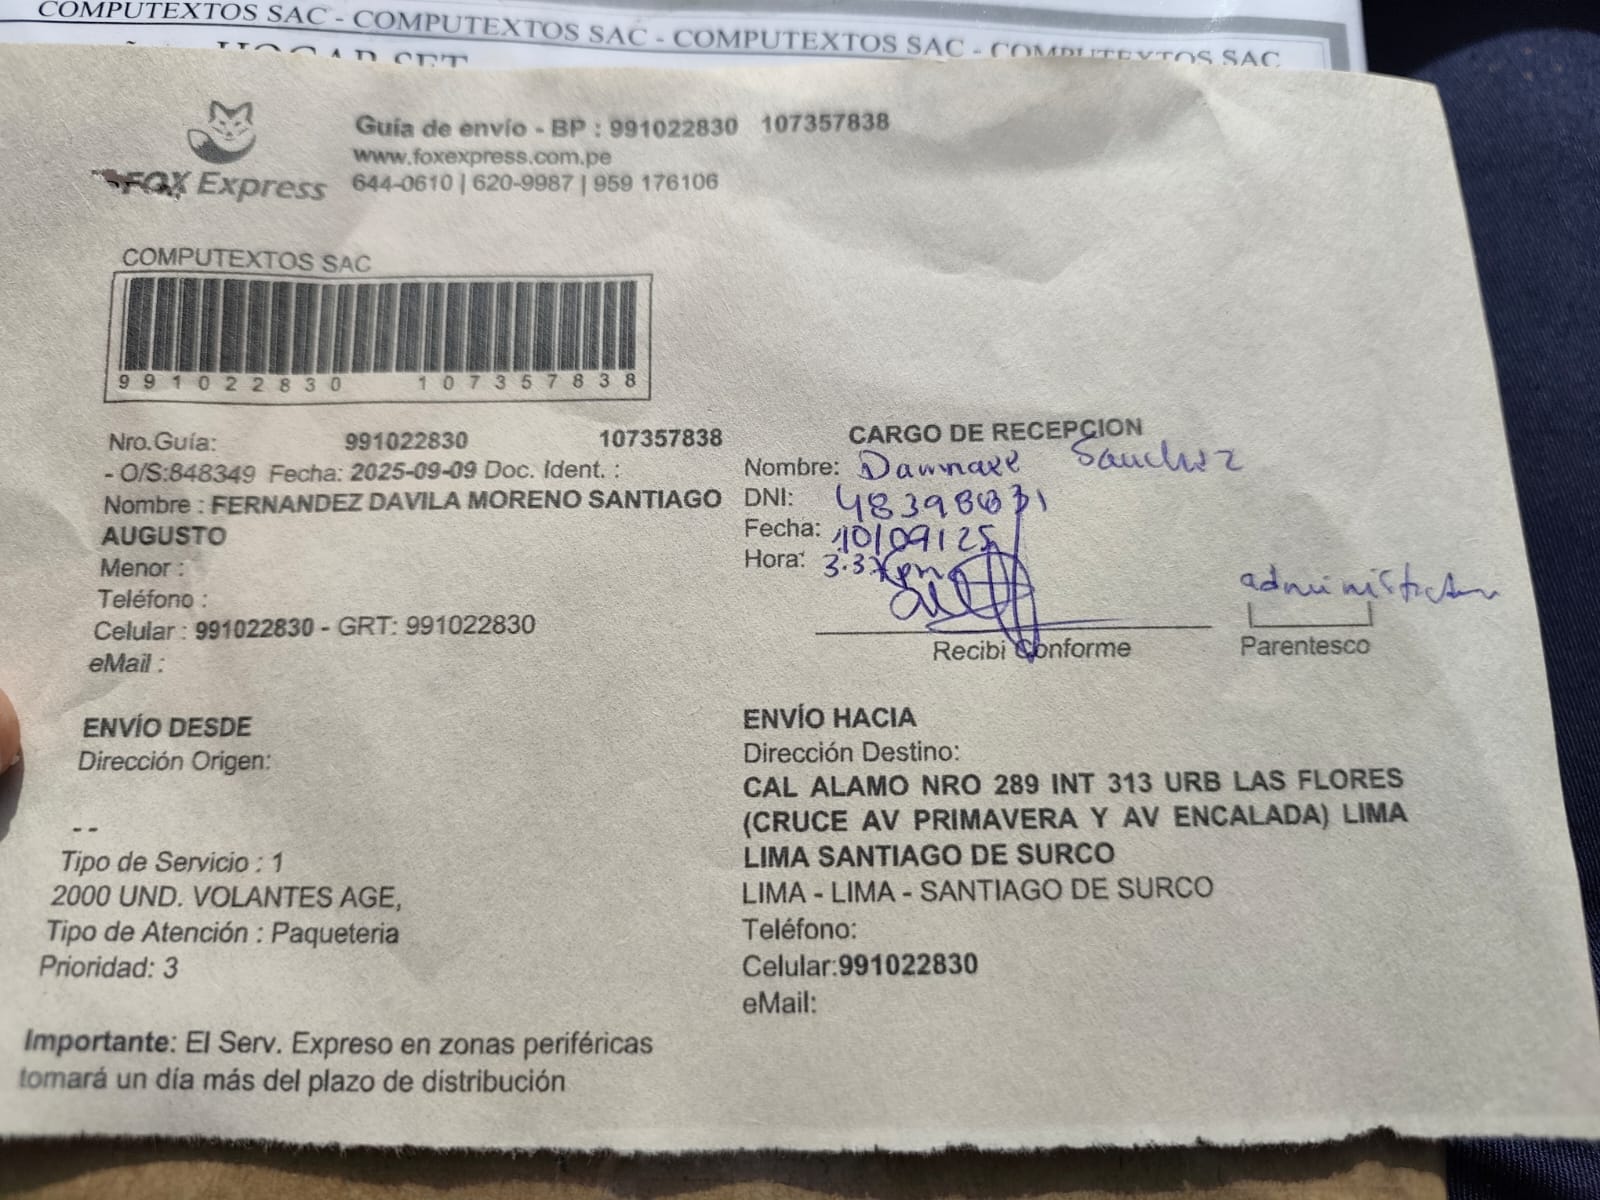 COMPUTEXTOS SAC - COMPUTEXTOS SAC - COMPUTEXTOS SAC - COMPUTEXTOS SAC
HOGAR SET
FOX Express
Guía de envío - BP : 991022830 107357838
www.foxexpress.com.pe
644-0610 | 620-9987 | 959 176106
COMPUTEXTOS SAC
991022830 107357838
Nro.Guía: 991022830 107357838
- O/S:848349 Fecha: 2025-09-09 Doc. Ident. :
Nombre : FERNANDEZ DAVILA MORENO SANTIAGO
AUGUSTO
Menor :
Teléfono :
Celular : 991022830 - GRT: 991022830
eMail :
CARGO DE RECEPCION
Nombre: Sanchez
DNI:
Fecha: 10/09/25
Hora: 3:37pm
Recibi Conforme
Parentesco
ENVÍO DESDE
Dirección Origen:
- -
Tipo de Servicio : 1
2000 UND. VOLANTES AGE,
Tipo de Atención : Paqueteria
Prioridad: 3
ENVÍO HACIA
Dirección Destino:
CAL ALAMO NRO 289 INT 313 URB LAS FLORES
(CRUCE AV PRIMAVERA Y AV ENCALADA) LIMA
LIMA SANTIAGO DE SURCO
LIMA - LIMA - SANTIAGO DE SURCO
Teléfono:
Celular:991022830
eMail:
Importante: El Serv. Expreso en zonas periféricas
tomará un día más del plazo de distribución